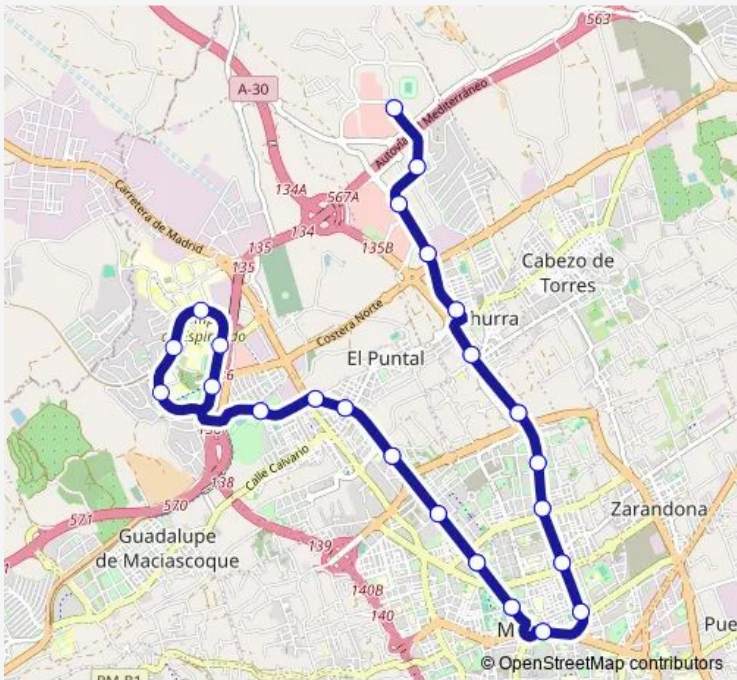 563
A-30
Autovía Mediterráneo
134A
567A
Carretera de Madrid
134
135
135B
135
Cabezo de
Torres
Costera Norte
hurra
El Puntal
Calle Calvario
138
571
570
Zarandona
Guadalupe
de Maciascoque
139
140B
140
M
Pue
© OpenStreetMap contributors